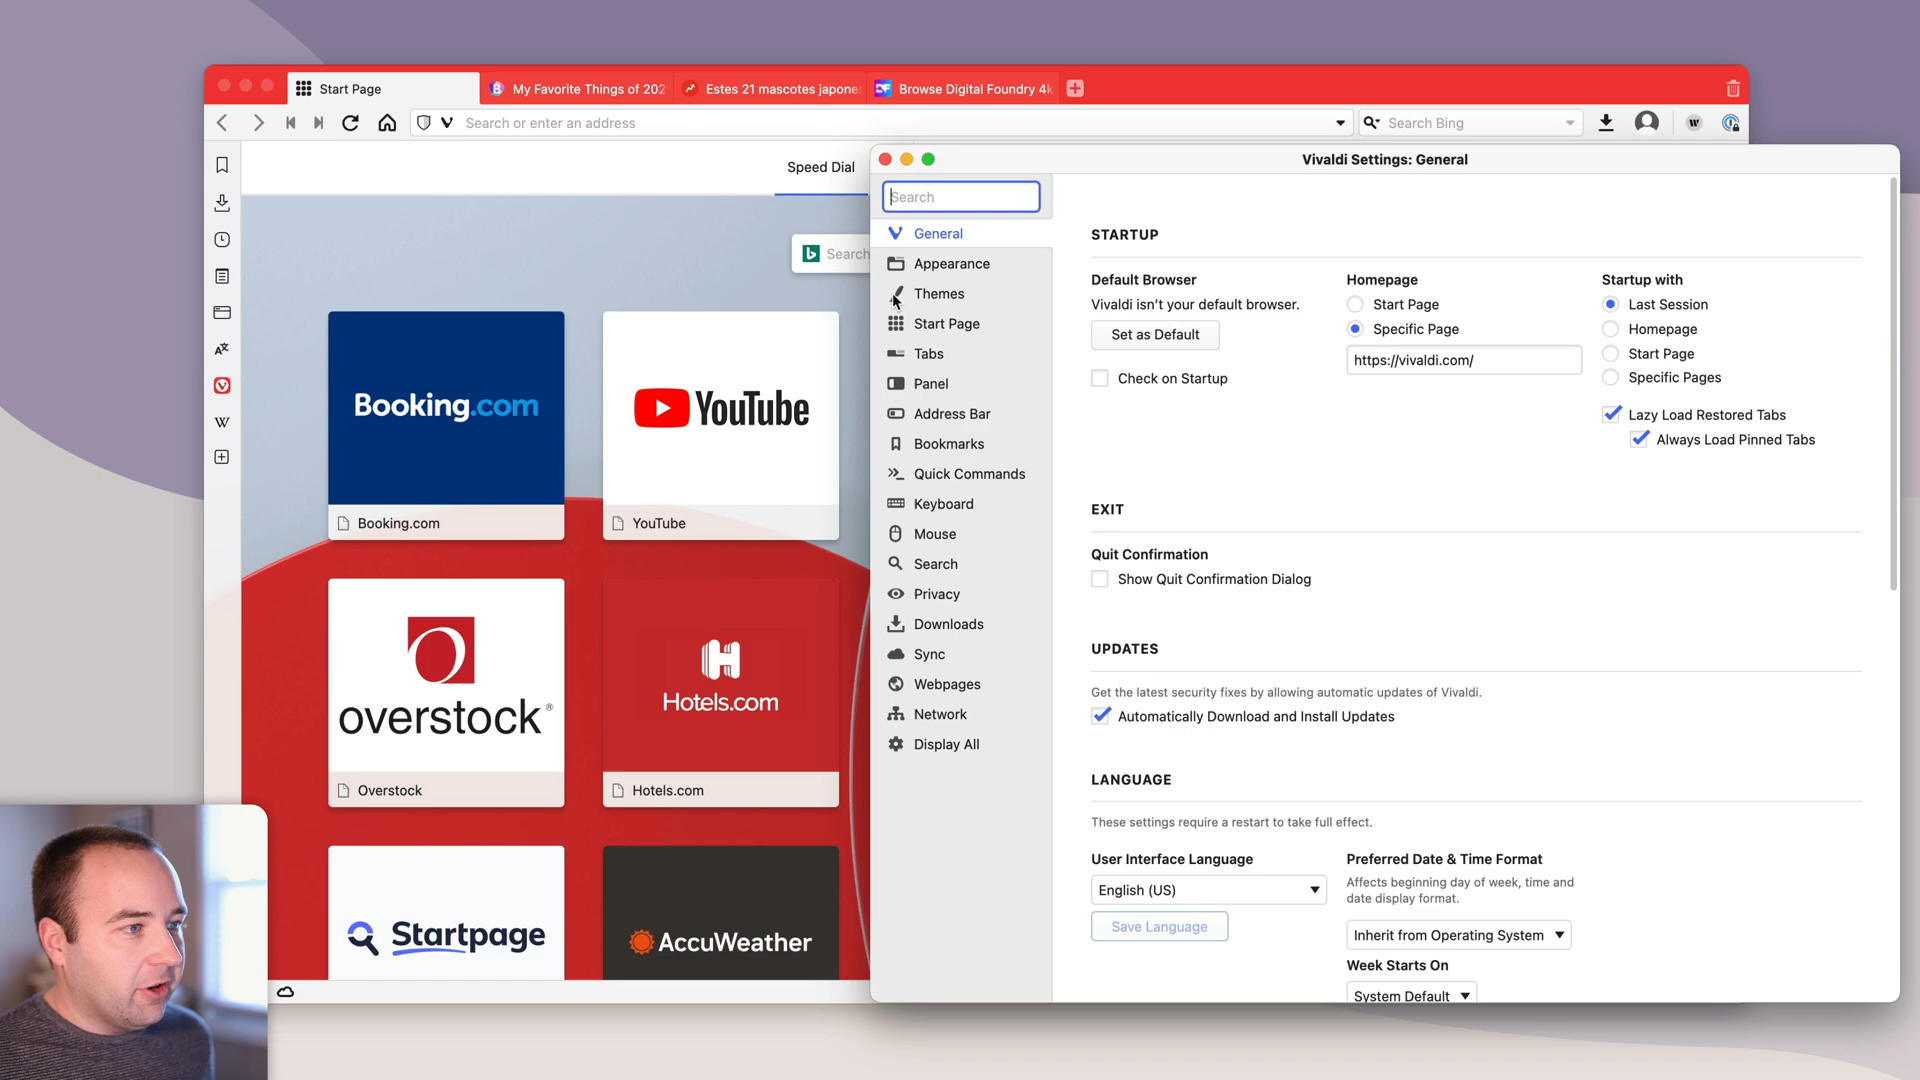 Start Page
My Favorite Things of 202
Estes 21 mascotes japone
Browse Digital Foundry 4k
Search or enter an address
Search Bing
W
Speed Dial
Search
W
Booking.com
Booking.com
YouTube
YouTube
overstock®
Overstock
H
Hotels.com
Hotels.com
Startpage
AccuWeather
Vivaldi Settings: General
Search
General
Appearance
Themes
Start Page
Tabs
Panel
Address Bar
Bookmarks
Quick Commands
Keyboard
Mouse
Search
Privacy
Downloads
Sync
Webpages
Network
Display All
STARTUP
Default Browser
Vivaldi isn't your default browser.
Set as Default
Check on Startup
Homepage
Start Page
Specific Page
https://vivaldi.com/
Startup with
Last Session
Homepage
Start Page
Specific Pages
Lazy Load Restored Tabs
Always Load Pinned Tabs
EXIT
Quit Confirmation
Show Quit Confirmation Dialog
UPDATES
Get the latest security fixes by allowing automatic updates of Vivaldi.
Automatically Download and Install Updates
LANGUAGE
These settings require a restart to take full effect.
User Interface Language
English (US)
Save Language
Preferred Date & Time Format
Affects beginning day of week, time and
date display format.
Inherit from Operating System
Week Starts On
System Default